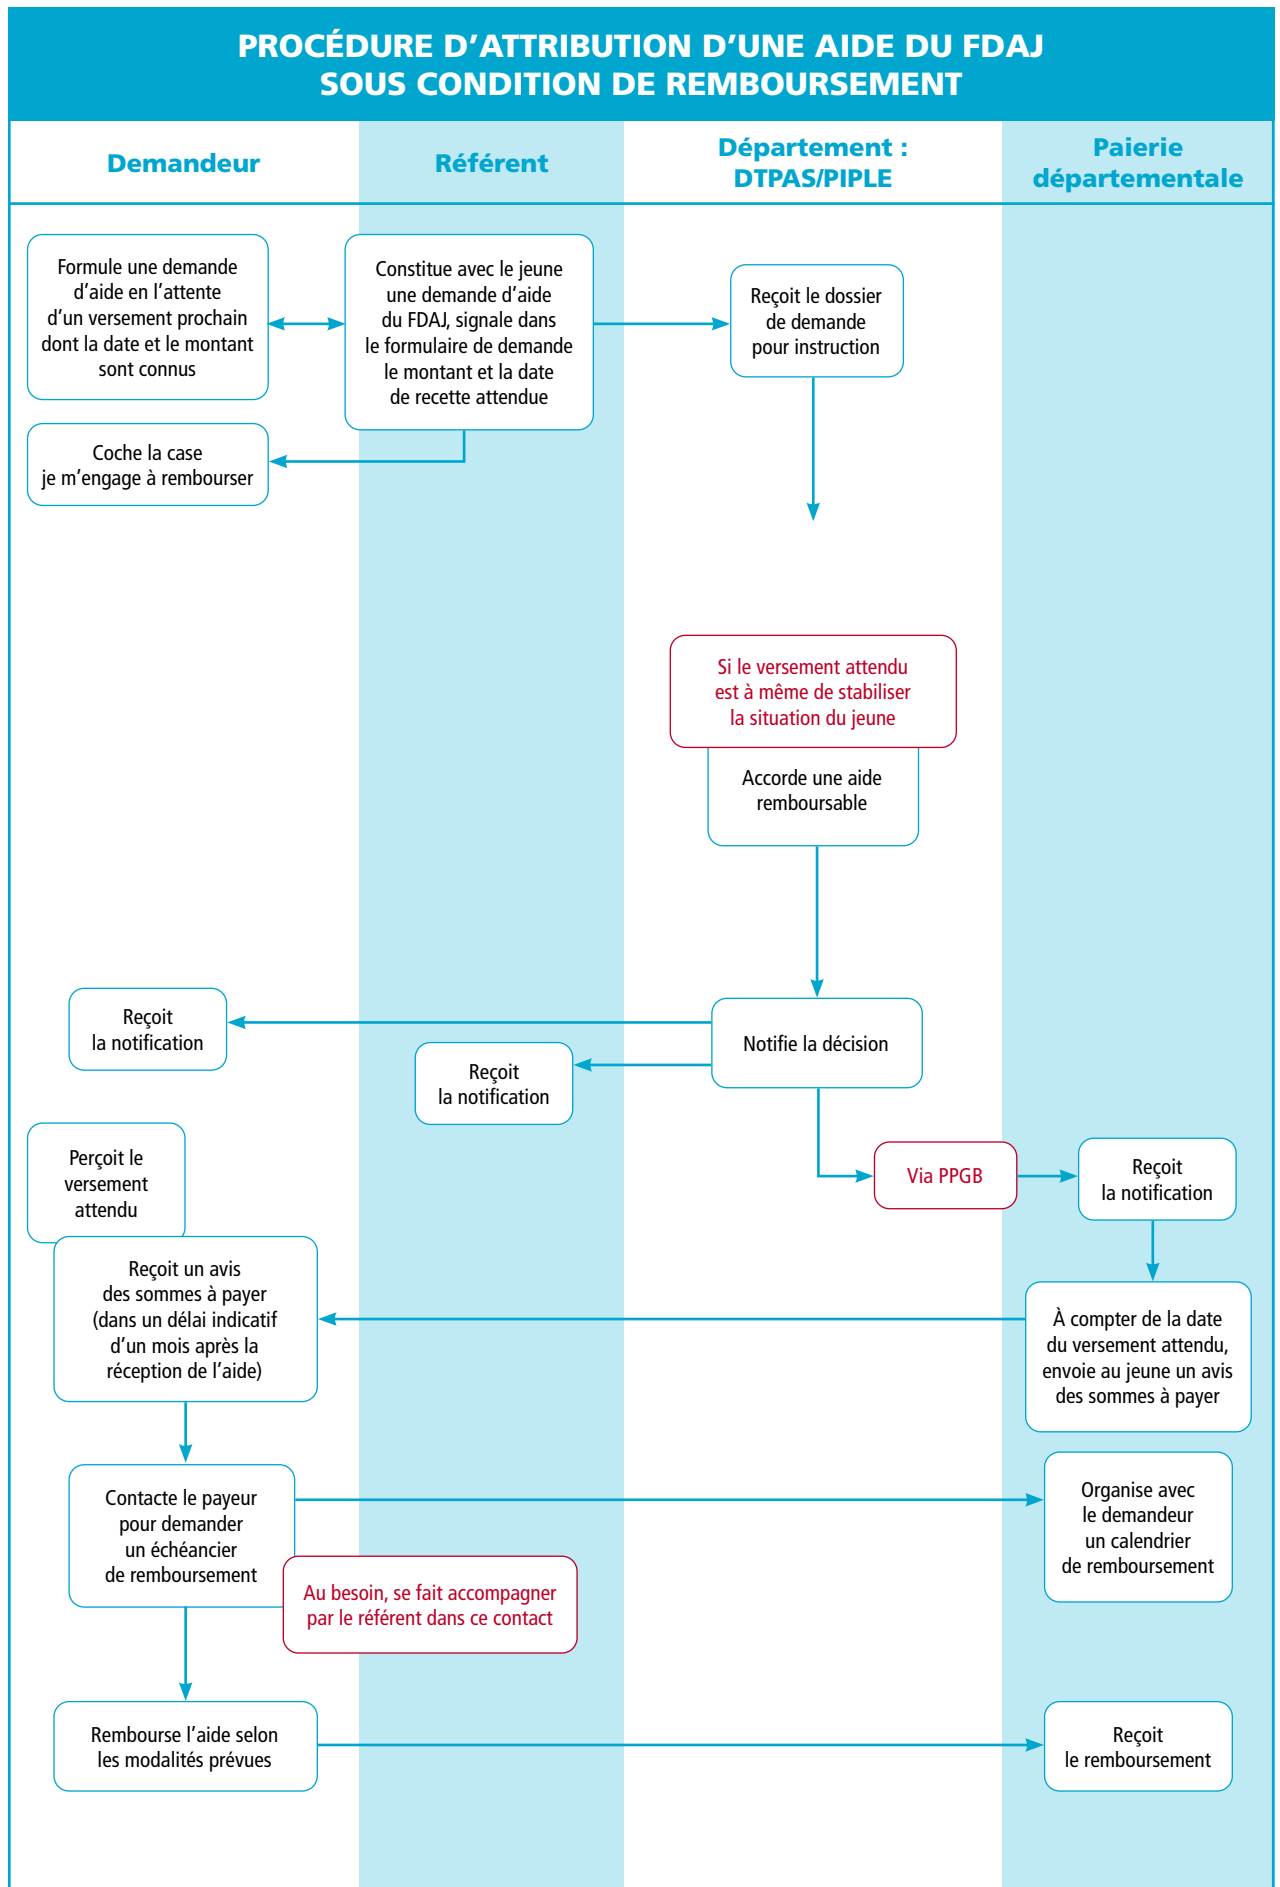 PROCÉDURE D’ATTRIBUTION D’UNE AIDE DU FDAJ
SOUS CONDITION DE REMBOURSEMENT
Demandeur
Référent
Département :
DTPAS/PIPLE
Paierie
départementale
Formule une demande
d’aide en l’attente
d’un versement prochain
dont la date et le montant
sont connus
Constitue avec le jeune
une demande d’aide
du FDAJ, signale dans
le formulaire de demande
le montant et la date
de recette attendue
Reçoit le dossier
de demande
pour instruction
Coche la case
je m’engage à rembourser
Si le versement attendu
est à même de stabiliser
la situation du jeune
Accorde une aide
remboursable
Notifie la décision
Reçoit
la notification
Reçoit
la notification
Via PPGB
Reçoit
la notification
Perçoit le
versement
attendu
Reçoit un avis
des sommes à payer
(dans un délai indicatif
d’un mois après la
réception de l’aide)
À compter de la date
du versement attendu,
envoie au jeune un avis
des sommes à payer
Contacte le payeur
pour demander
un échéancier
de remboursement
Au besoin, se fait accompagner
par le référent dans ce contact
Organise avec
le demandeur
un calendrier
de remboursement
Rembourse l’aide selon
les modalités prévues
Reçoit
le remboursement